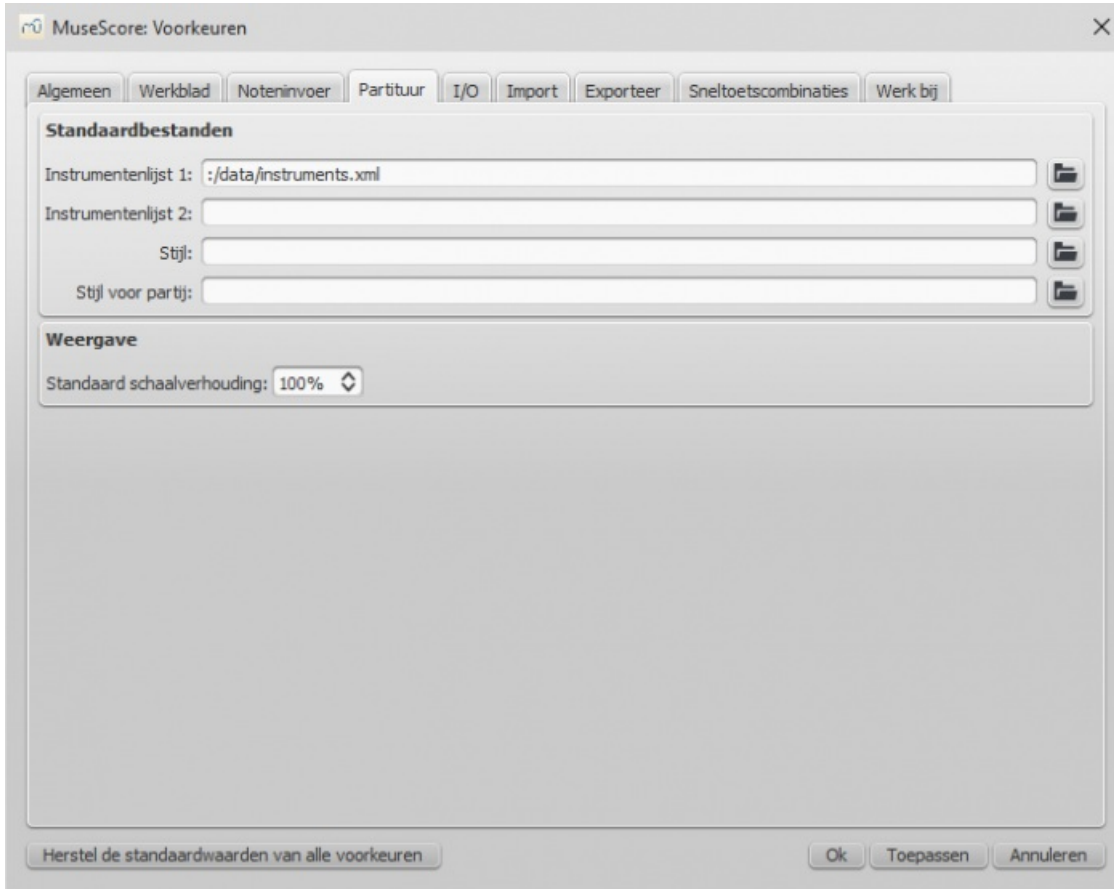 MuseScore: Voorkeuren
Algemeen Werkblad Noteninvoer Partituur I/O Import Exporteer Sneltoetscombinaties Werk bij
Standaardbestanden
Instrumentenlijst 1: :/data/instruments.xml
Instrumentenlijst 2:
Stijl:
Stijl voor partij:
Weergave
Standaard schaalverhouding: 100%
Herstel de standaardwaarden van alle voorkeuren Ok Toepassen Annuleren